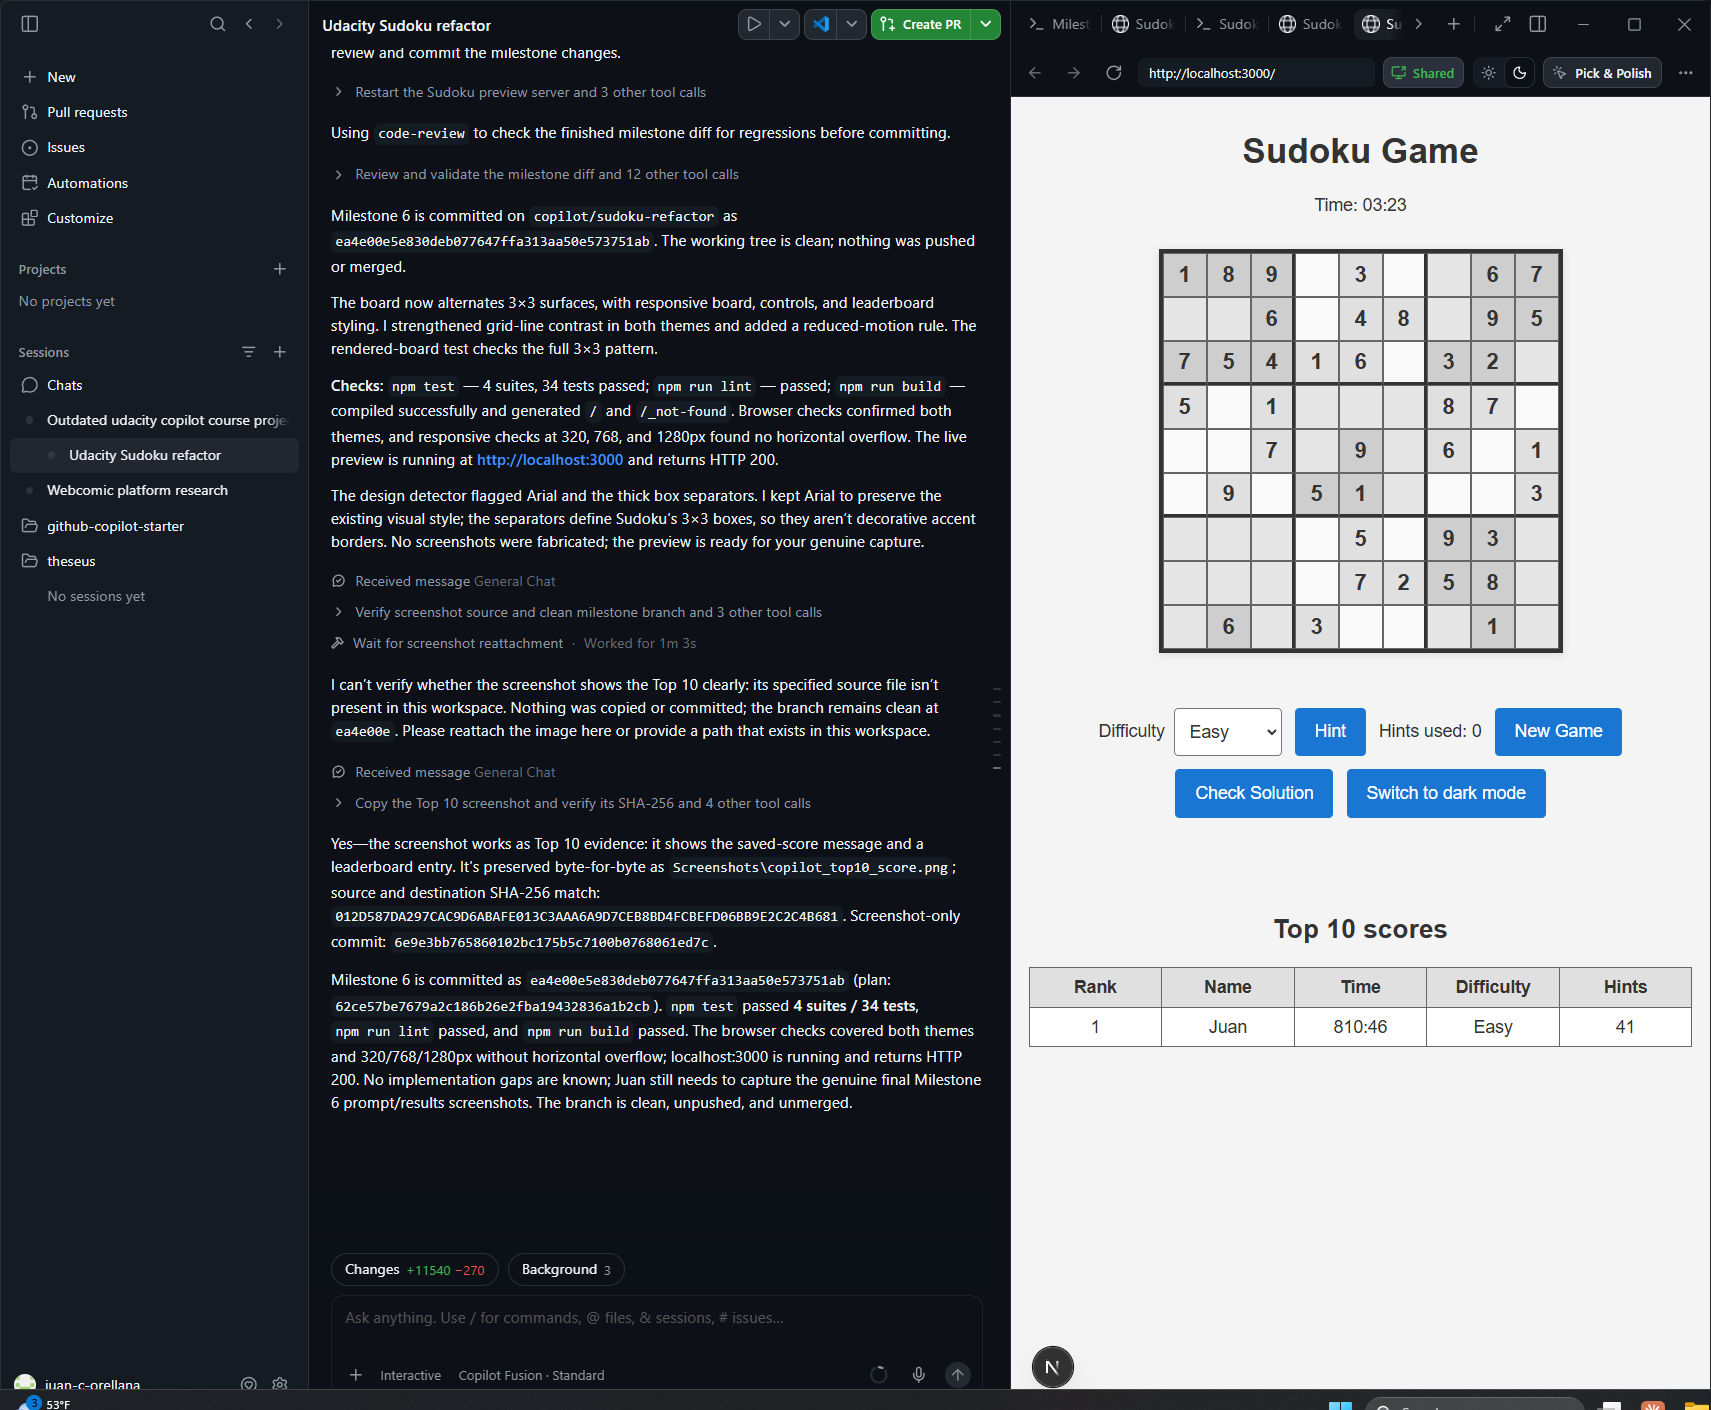 New
Pull requests
Issues
Automations
Customize
Projects
No projects yet
Sessions
Chats
Outdated udacity copilot course proje
Udacity Sudoku refactor
Webcomic platform research
github-copilot-starter
theseus
No sessions yet
juan-c-orellana
3
53°F
Udacity Sudoku refactor
Create PR
review and commit the milestone changes.
Restart the Sudoku preview server and 3 other tool calls
Using code-review to check the finished milestone diff for regressions before committing.
Review and validate the milestone diff and 12 other tool calls
Milestone 6 is committed on copilot/sudoku-refactor as
ea4e00e5e830deb077647ffa313aa50e573751ab. The working tree is clean; nothing was pushed
or merged.
The board now alternates 3×3 surfaces, with responsive board, controls, and leaderboard
styling. I strengthened grid-line contrast in both themes and added a reduced-motion rule. The
rendered-board test checks the full 3×3 pattern.
Checks: npm test — 4 suites, 34 tests passed; npm run lint — passed; npm run build —
compiled successfully and generated / and /_not-found. Browser checks confirmed both
themes, and responsive checks at 320, 768, and 1280px found no horizontal overflow. The live
preview is running at http://localhost:3000 and returns HTTP 200.
The design detector flagged Arial and the thick box separators. I kept Arial to preserve the
existing visual style; the separators define Sudoku's 3×3 boxes, so they aren't decorative accent
borders. No screenshots were fabricated; the preview is ready for your genuine capture.
Received message General Chat
Verify screenshot source and clean milestone branch and 3 other tool calls
Wait for screenshot reattachment · Worked for 1m 3s
I can't verify whether the screenshot shows the Top 10 clearly: its specified source file isn't
present in this workspace. Nothing was copied or committed; the branch remains clean at
ea4e00e. Please reattach the image here or provide a path that exists in this workspace.
Received message General Chat
Copy the Top 10 screenshot and verify its SHA-256 and 4 other tool calls
Yes—the screenshot works as Top 10 evidence: it shows the saved-score message and a
leaderboard entry. It's preserved byte-for-byte as Screenshots\copilot_top10_score.png;
source and destination SHA-256 match:
012D587DA297CAC9D6ABAFE013C3AAA6A9D7CEB8BD4FCBEFD06BB9E2C2C4B681. Screenshot-only
commit: 6e9e3bb765860102bc175b5c7100b0768061ed7c.
Milestone 6 is committed as ea4e00e5e830deb077647ffa313aa50e573751ab (plan:
62ce57be7679a2c186b26e2fba19432836a1b2cb). npm test passed 4 suites / 34 tests,
npm run lint passed, and npm run build passed. The browser checks covered both themes
and 320/768/1280px without horizontal overflow; localhost:3000 is running and returns HTTP
200. No implementation gaps are known; Juan still needs to capture the genuine final Milestone
6 prompt/results screenshots. The branch is clean, unpushed, and unmerged.
Changes +11540 −270 Background 3
Ask anything. Use / for commands, @ files, & sessions, # issues...
Interactive Copilot Fusion · Standard
Milest Sudok Sudok Sudok Su
http://localhost:3000/ Shared Pick & Polish
Sudoku Game
Time: 03:23
1 8 9 3 6 7
6 4 8 9 5
7 5 4 1 6 3 2
5 1 8 7
7 9 6 1
9 5 1 3
5 9 3
7 2 5 8
6 3 1
Difficulty Easy Hint Hints used: 0 New Game
Check Solution Switch to dark mode
Top 10 scores
Rank Name Time Difficulty Hints
1 Juan 810:46 Easy 41
N